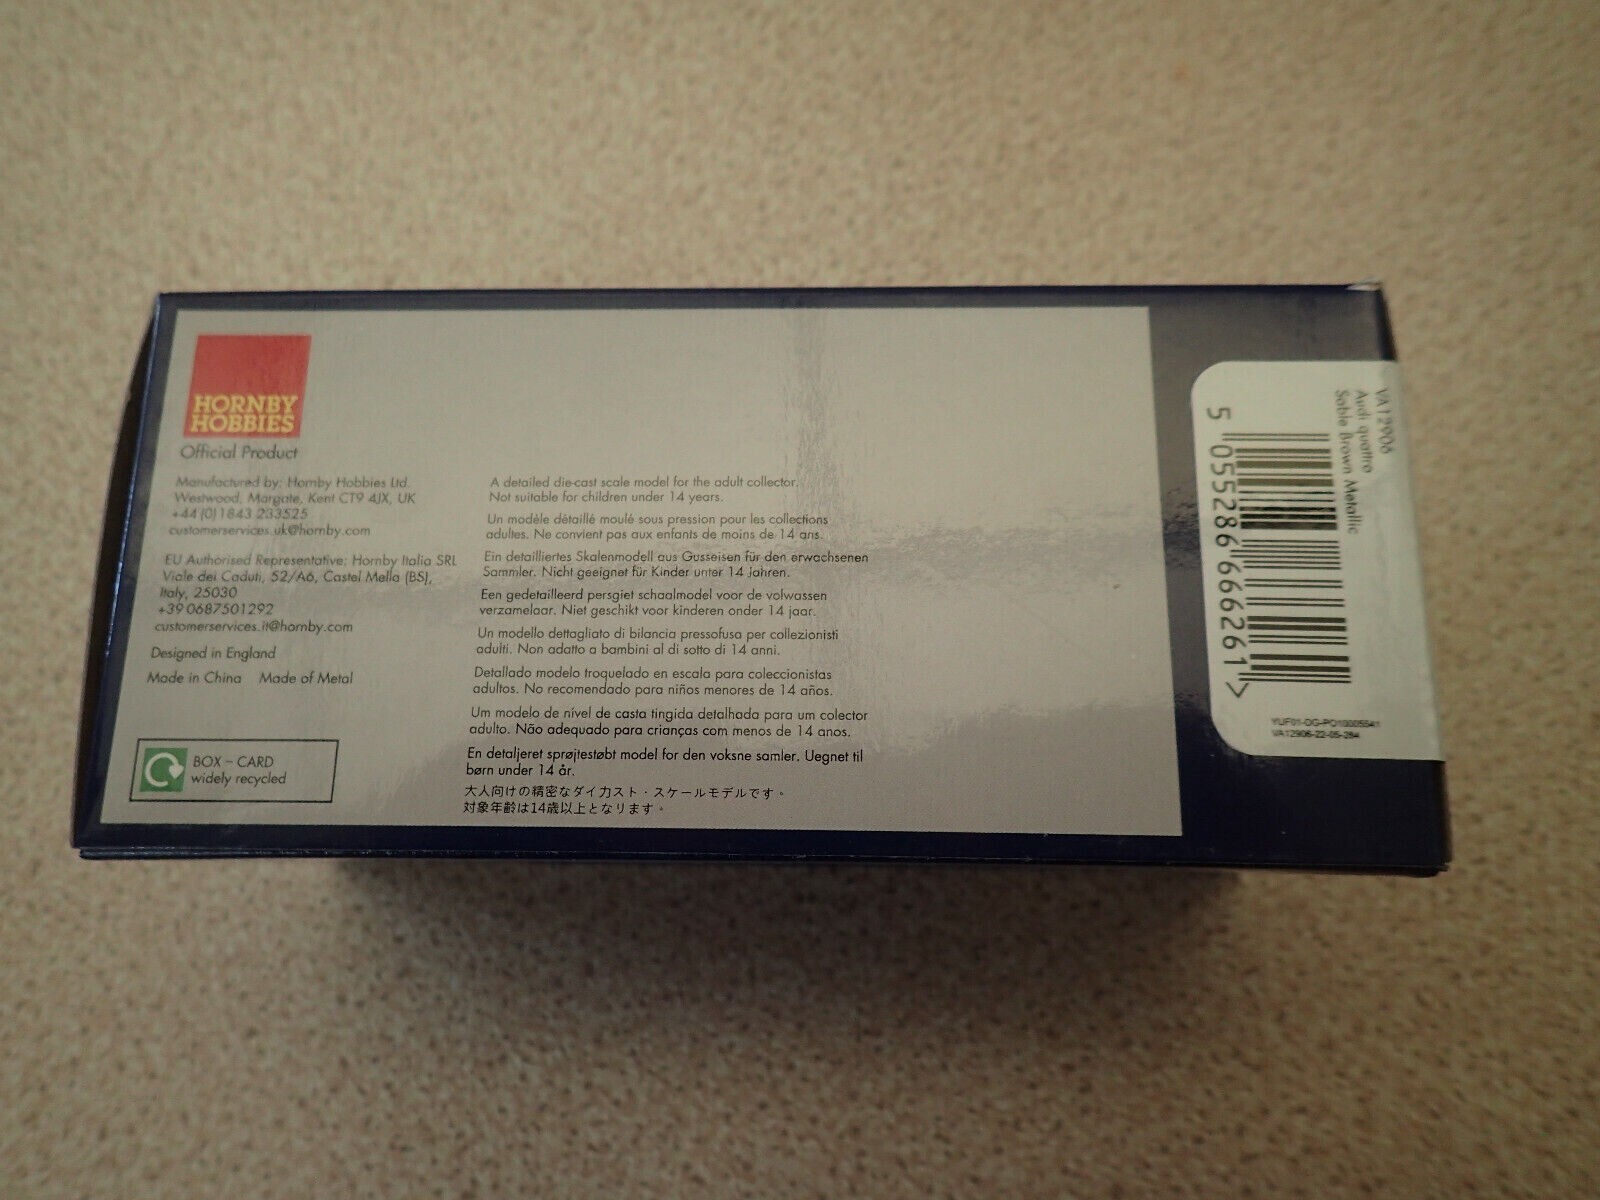 HORNBY
HOBBIES
Official Product
Manufactured by: Hornby Hobbies Ltd.
Westwood, Margate, Kent CT9 4JX, UK
+44 (0)1843 233525
customerservices.uk@hornby.com
EU Authorised Representative: Hornby Italia SRL
Viale dei Caduti, 52/A6, Castel Mella (BS),
Italy, 25030
+39 0687501292
customerservices.it@hornby.com
Designed in England
Made in China Made of Metal
BOX – CARD
widely recycled
A detailed die-cast scale model for the adult collector.
Not suitable for children under 14 years.
Un modèle détaillé moulé sous pression pour les collections
adultes. Ne convient pas aux enfants de moins de 14 ans.
Ein detailliertes Skalenmodell aus Gusseisen für den erwachsenen
Sammler. Nicht geeignet für Kinder unter 14 Jahren.
Een gedetailleerd persgiet schaalmodel voor de volwassen
verzamelaar. Niet geschikt voor kinderen onder 14 jaar.
Un modello dettagliato di bilancia pressofusa per collezionisti
adulti. Non adatto a bambini al di sotto di 14 anni.
Detallado modelo troquelado en escala para coleccionistas
adultos. No recomendado para niños menores de 14 años.
Um modelo de nível de casta tingida detalhada para um colector
adulto. Não adequado para crianças com menos de 14 anos.
En detaljeret sprøjtestøbt model for den voksne samler. Uegnet til
børn under 14 år.
大人向けの精密なダイカスト・スケールモデルです。
対象年齢は14歳以上となります。
VA12906
Audi quattro
Sable Brown Metallic
5 055286 666261 >
YUF01-DG-PO10005541
VA12906-22-05-284